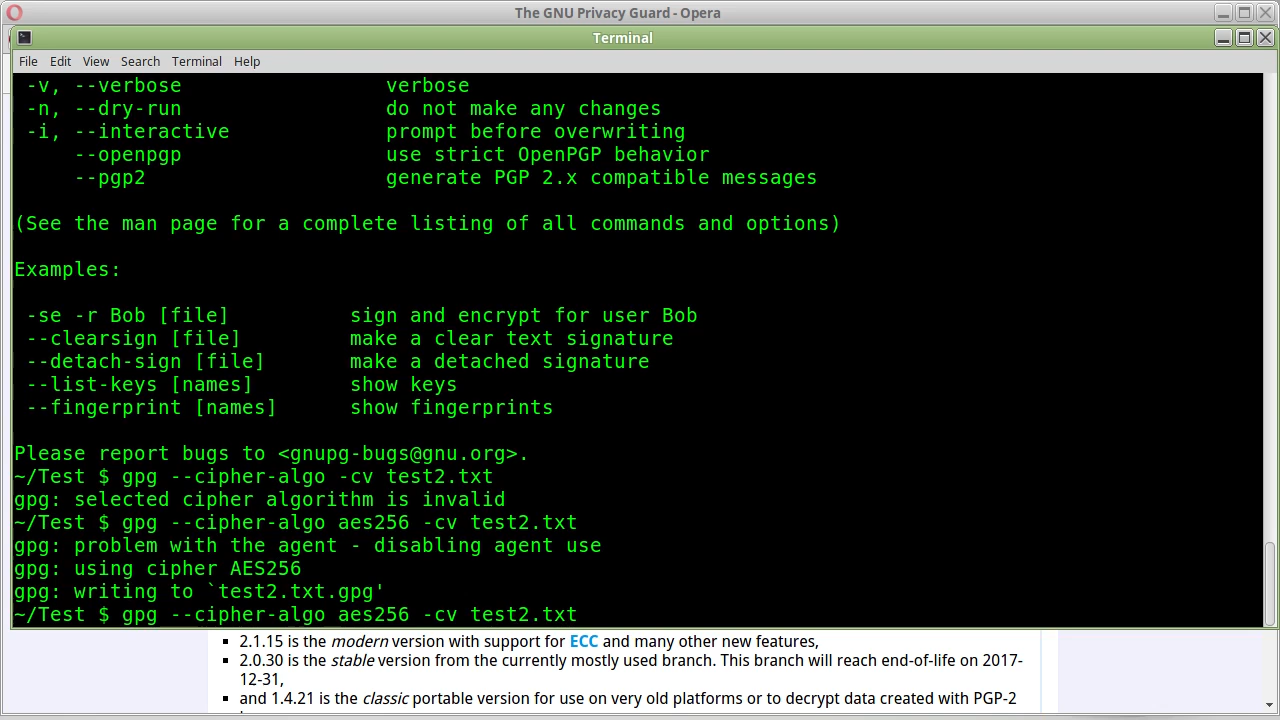 The GNU Privacy Guard - Opera
Terminal
File Edit View Search Terminal Help
-v, --verbose verbose
-n, --dry-run do not make any changes
-i, --interactive prompt before overwriting
--openpgp use strict OpenPGP behavior
--pgp2 generate PGP 2.x compatible messages
(See the man page for a complete listing of all commands and options)
Examples:
-se -r Bob [file] sign and encrypt for user Bob
--clearsign [file] make a clear text signature
--detach-sign [file] make a detached signature
--list-keys [names] show keys
--fingerprint [names] show fingerprints
Please report bugs to <gnupg-bugs@gnu.org>.
~/Test $ gpg --cipher-algo -cv test2.txt
gpg: selected cipher algorithm is invalid
~/Test $ gpg --cipher-algo aes256 -cv test2.txt
gpg: problem with the agent - disabling agent use
gpg: using cipher AES256
gpg: writing to `test2.txt.gpg'
~/Test $ gpg --cipher-algo aes256 -cv test2.txt
▪ 2.1.15 is the modern version with support for ECC and many other new features,
▪ 2.0.30 is the stable version from the currently mostly used branch. This branch will reach end-of-life on 2017-
12-31,
▪ and 1.4.21 is the classic portable version for use on very old platforms or to decrypt data created with PGP-2